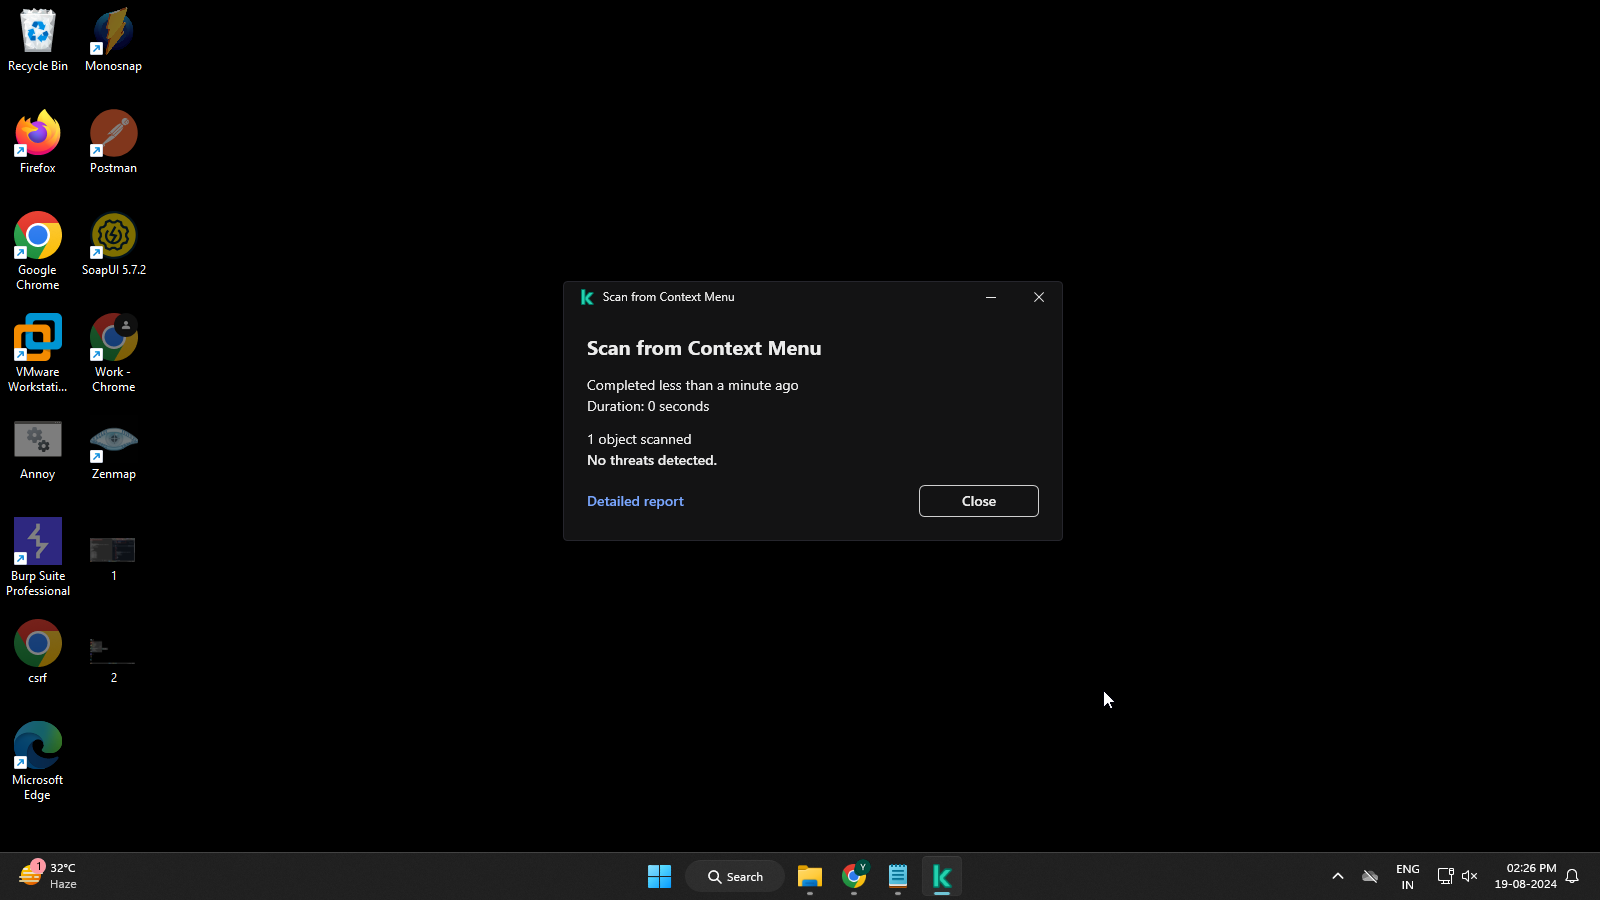 Recycle Bin
Monosnap
Firefox
Postman
Google
Chrome
SoapUI 5.7.2
VMware
Workstati...
Work -
Chrome
Annoy
Zenmap
Burp Suite
Professional
1
csrf
2
Microsoft
Edge
Scan from Context Menu
Scan from Context Menu
Completed less than a minute ago
Duration: 0 seconds
1 object scanned
No threats detected.
Detailed report
Close
1
32°C
Haze
Search
Y
ENG
IN
02:26 PM
19-08-2024